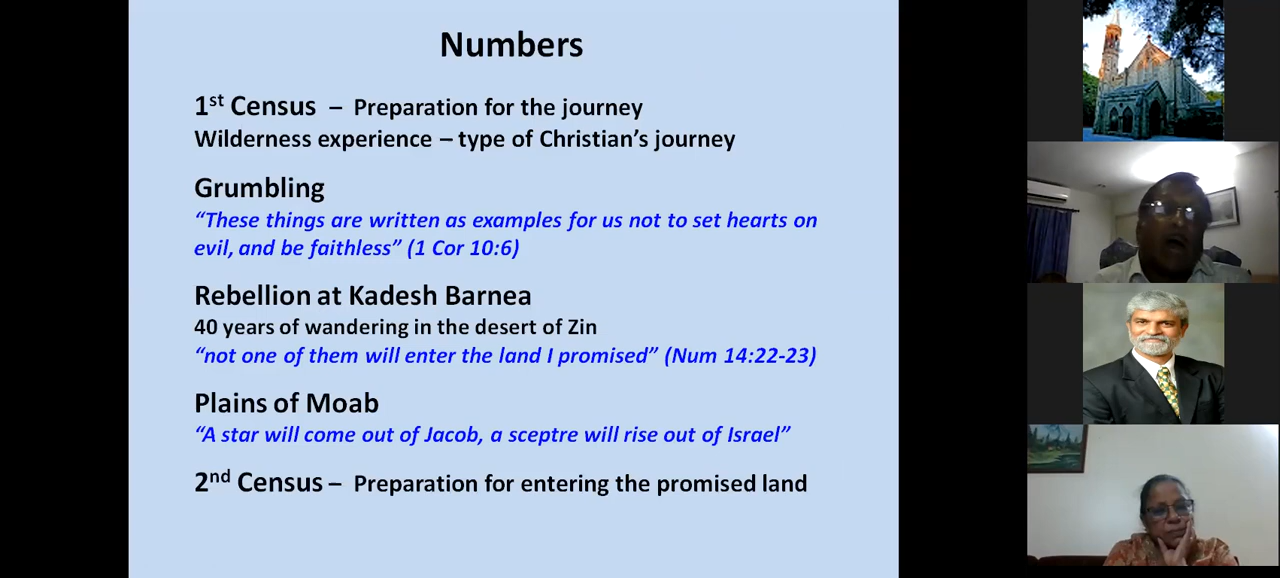 Numbers
1st Census – Preparation for the journey
Wilderness experience – type of Christian's journey
Grumbling
“These things are written as examples for us not to set hearts on
evil, and be faithless” (1 Cor 10:6)
Rebellion at Kadesh Barnea
40 years of wandering in the desert of Zin
“not one of them will enter the land I promised” (Num 14:22-23)
Plains of Moab
“A star will come out of Jacob, a sceptre will rise out of Israel”
2nd Census – Preparation for entering the promised land